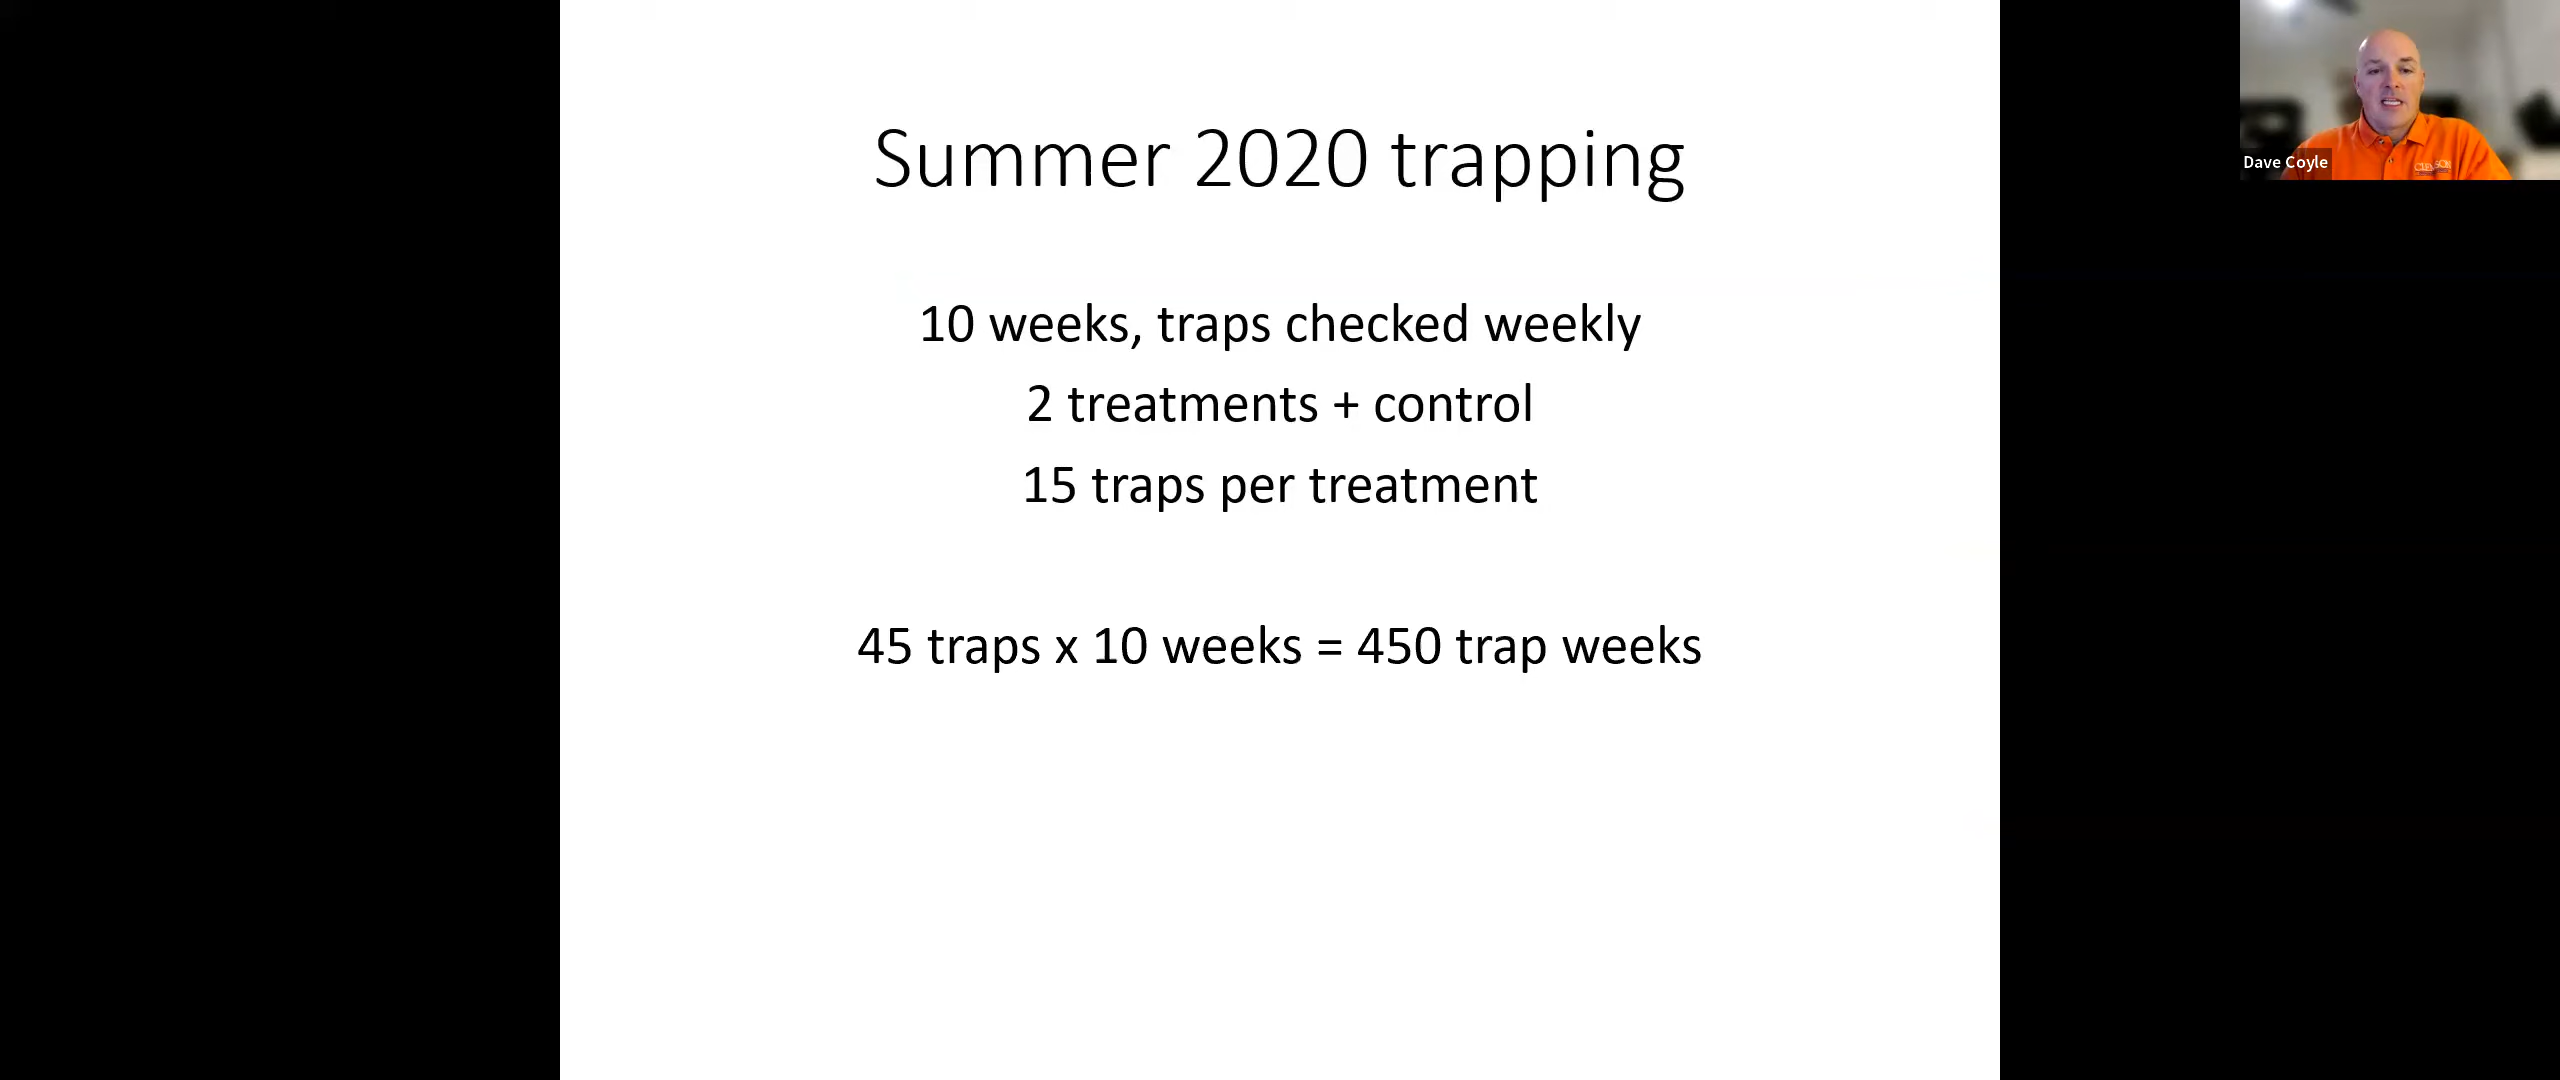 Summer 2020 trapping
10 weeks, traps checked weekly
2 treatments + control
15 traps per treatment
45 traps x 10 weeks = 450 trap weeks
Dave Coyle
CLEMSON